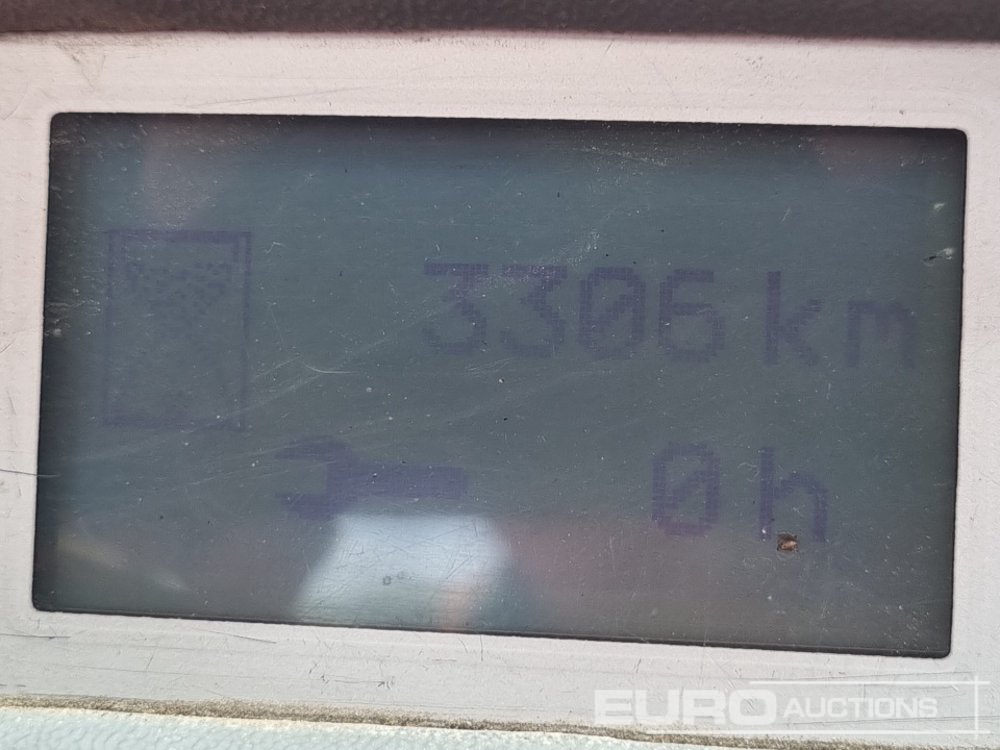 3306 km
0 h
EURO AUCTIONS